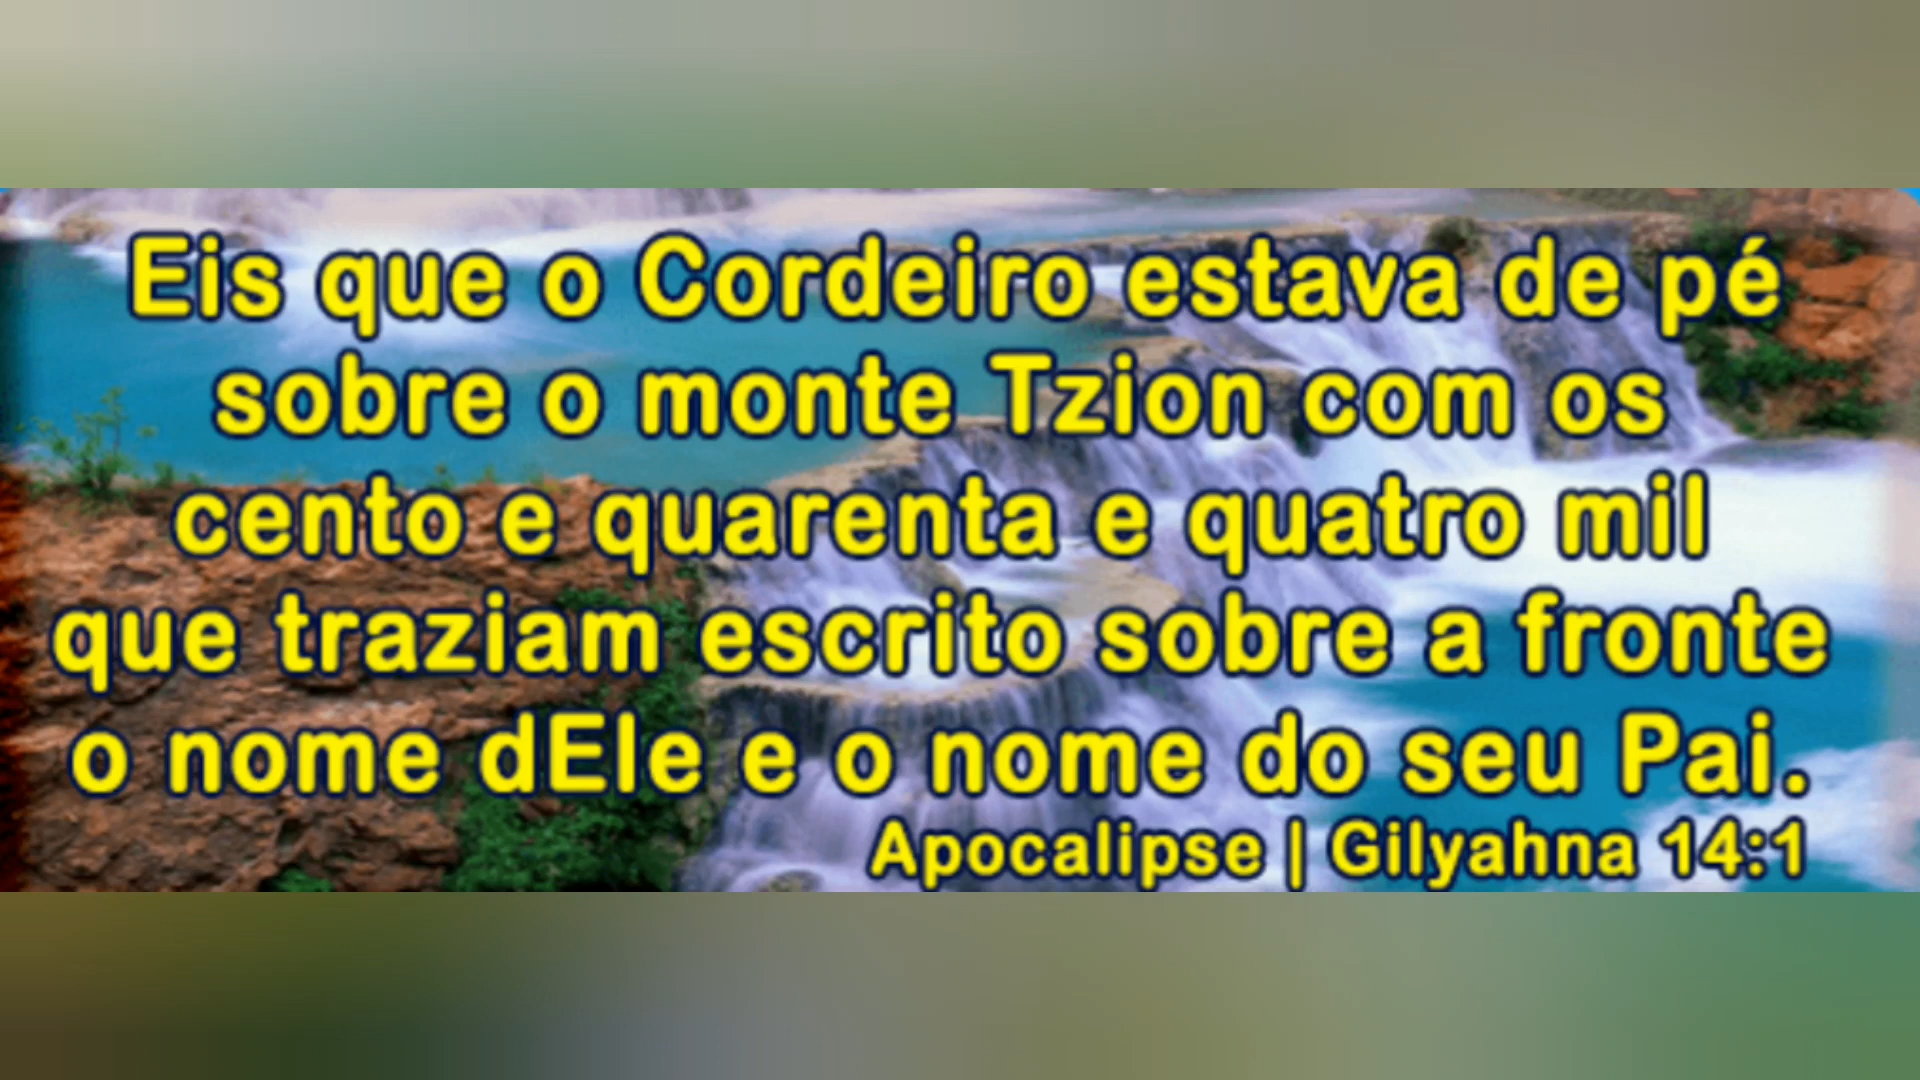 Eis que o Cordeiro estava de pé
sobre o monte Tzion com os
cento e quarenta e quatro mil
que traziam escrito sobre a fronte
o nome dEle e o nome do seu Pai.
Apocalipse | Gilyahna 14:1